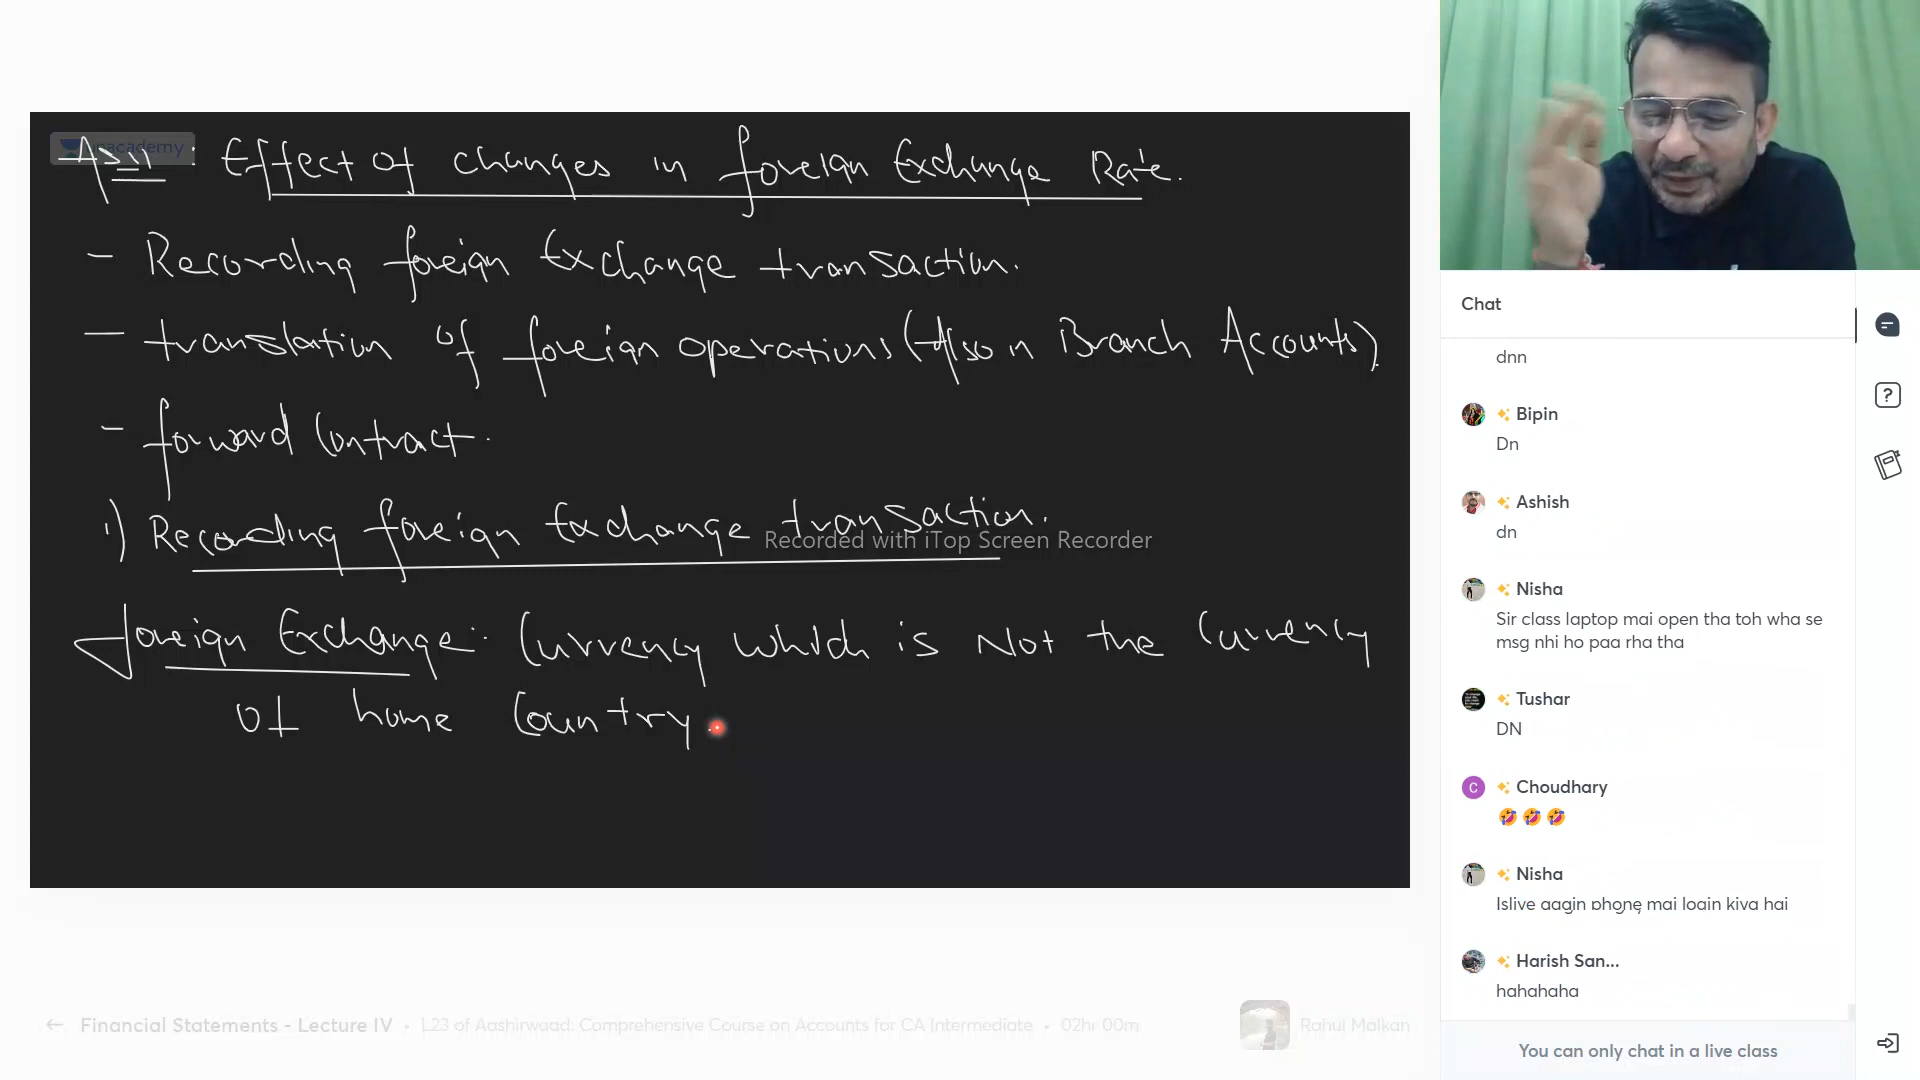 unacademy
AS11 : Effect of changes in foreign Exchange Rate.
- Recording foreign Exchange transaction.
- translation of foreign operations (Also in Branch Accounts)
- forward Contract.
1) Recording foreign Exchange transaction.
Recorded with iTop Screen Recorder
foreign Exchange:- Currency which is Not the Currency
of home Country.
Chat
dnn
Bipin
Dn
Ashish
dn
Nisha
Sir class laptop mai open tha toh wha se
msg nhi ho paa rha tha
Tushar
DN
C Choudhary
Nisha
Islive aagin phone mai login kiya hai
Harish San...
hahahaha
You can only chat in a live class
Financial Statements - Lecture IV • L23 of Aashirwaad: Comprehensive Course on Accounts for CA Intermediate • 02hr 00m
Rahul Malkan